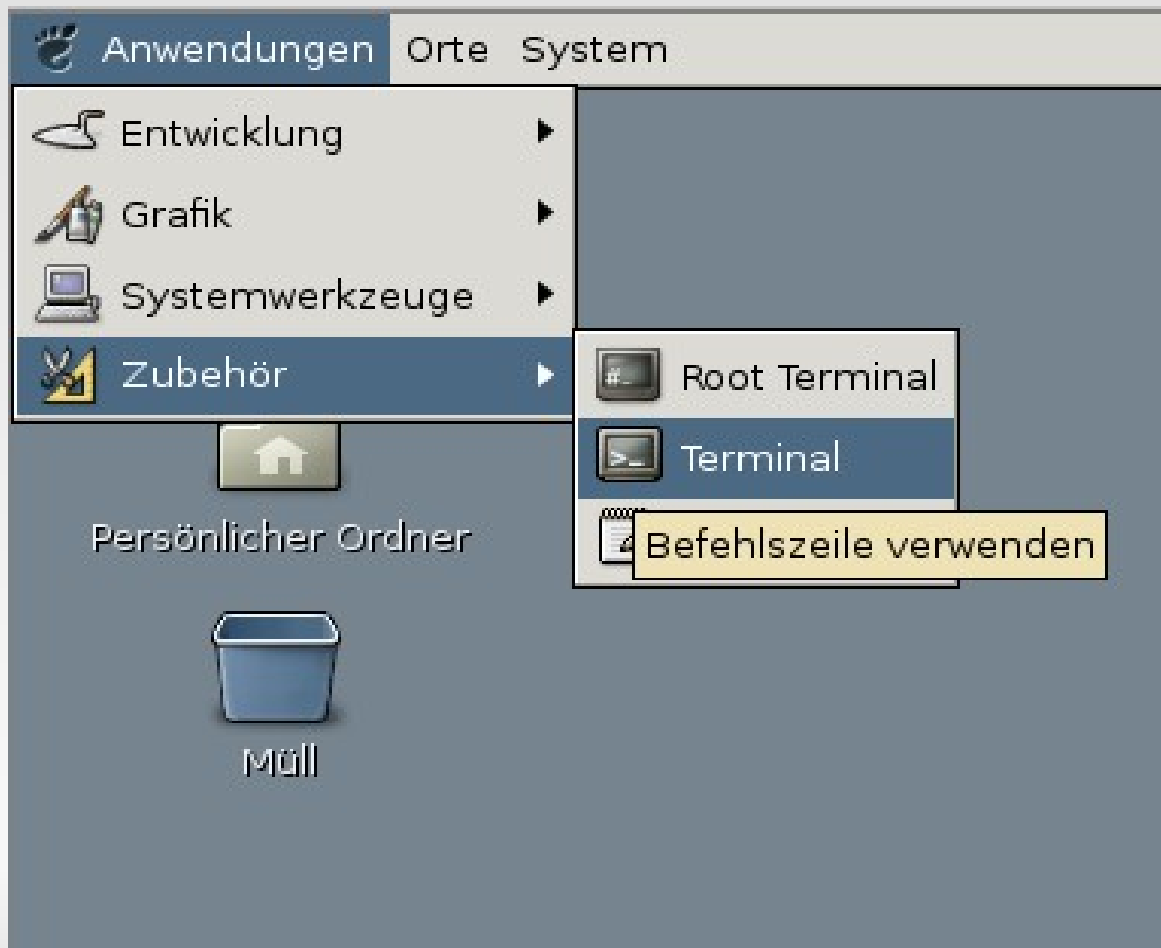 Anwendungen Orte System
Entwicklung
Grafik
Systemwerkzeuge
Zubehör
Root Terminal
Terminal
Befehlszeile verwenden
Persönlicher Ordner
Müll